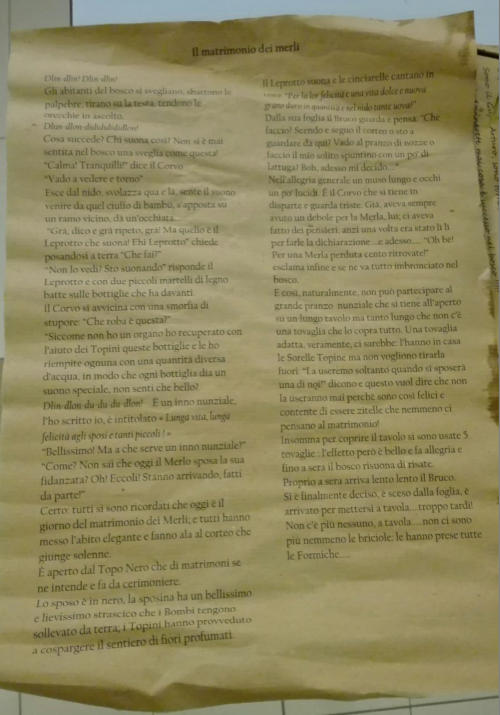 Il matrimonio dei merli
Dlin-dlin! Dlin-dlin!
Gli abitanti del bosco si svegliano, sbattono le
palpebre, tirano su la testa, tendono le
orecchie in ascolto.
Dlin-dlon-didididididlon!
Cosa succede? Chi suona così? Non si è mai
sentita nel bosco una sveglia come questa!
"Calma! Tranquilli!" dice il Corvo
"Vado a vedere e torno"
Esce dal nido, svolazza qua e là, sente il suono
venire da quel ciuffo di bambù, s'apposta su
un ramo vicino, dà un'occhiata...
"Grà, dico e grà ripeto, grà! Ma quello è il
Leprotto che suona! Ehi Leprotto" chiede
posandosi a terra "Che fai?"
"Non lo vedi? Sto suonando" risponde il
Leprotto e con due piccoli martelli di legno
batte sulle bottiglie che ha davanti.
Il Corvo si avvicina con una smorfia di
stupore: "Che roba è questa?"
"Siccome non ho un organo ho recuperato con
l'aiuto dei Topini queste bottiglie e le ho
riempite ognuna con una quantità diversa
d'acqua, in modo che ogni bottiglia dia un
suono speciale, non senti che bello?
Dlin-dlon-du du du dlon! È un inno nunziale,
l'ho scritto io, è intitolato « Lunga vita, lunga
felicità agli sposi e tanti piccoli ! »
"Bellissimo! Ma a che serve un inno nunziale?"
"Come? Non sai che oggi il Merlo sposa la sua
fidanzata? Oh! Eccoli! Stanno arrivando, fatti
da parte!"
Certo: tutti si sono ricordati che oggi è il
giorno del matrimonio dei Merli; e tutti hanno
messo l'abito elegante e fanno ala al corteo che
giunge solenne.
È aperto dal Topo Nero che di matrimoni se
ne intende e fa da cerimoniere.
Lo sposo è in nero, la sposina ha un bellissimo
e lievissimo strascico che i Bombi tengono
sollevato da terra; i Topini hanno provveduto
a cospargere il sentiero di fiori profumati.
Il Leprotto suona e le cinciarelle cantano in
"Per la lor felicità e una vita dolce e nuova
grano duro in quantità e nel nido tante uova!"
Dalla sua foglia il Bruco guarda e pensa: "Che
faccio? Scendo e seguo il corteo o sto a
guardare da qui? Vado al pranzo di nozze o
faccio il mio solito spuntino con un po' di
lattuga? Boh, adesso mi decido..."
Nell'allegria generale un muso lungo e occhi
un po' lucidi. È il Corvo che si tiene in
disparte e guarda triste. Già, aveva sempre
avuto un debole per la Merla, lui; ci aveva
fatto dei pensieri, anzi una volta era stato lì lì
per farle la dichiarazione...e adesso.... "Oh be!
Per una Merla perduta cento ritrovate!"
esclama infine e se ne va tutto imbronciato nel
bosco.
E così, naturalmente, non può partecipare al
grande pranzo nunziale che si tiene all'aperto
su un lungo tavolo ma tanto lungo che non c'è
una tovaglia che lo copra tutto. Una tovaglia
adatta, veramente, ci sarebbe: l'hanno in casa
le Sorelle Topine ma non vogliono tirarla
fuori. "La useremo soltanto quando si sposerà
una di noi!" dicono e questo vuol dire che non
la useranno mai perchè sono così felici e
contente di essere zitelle che nemmeno ci
pensano al matrimonio!
Insomma per coprire il tavolo si sono usate 5
tovaglie : l'effetto però è bello e fa allegria e
fino a sera il bosco risuona di risate.
Proprio a sera arriva lento lento il Bruco.
Si è finalmente deciso, è sceso dalla foglia, è
arrivato per mettersi a tavola...troppo tardi!
Non c'è più nessuno, a tavola....non ci sono
più nemmeno le briciole: le hanno prese tutte
le Formiche....